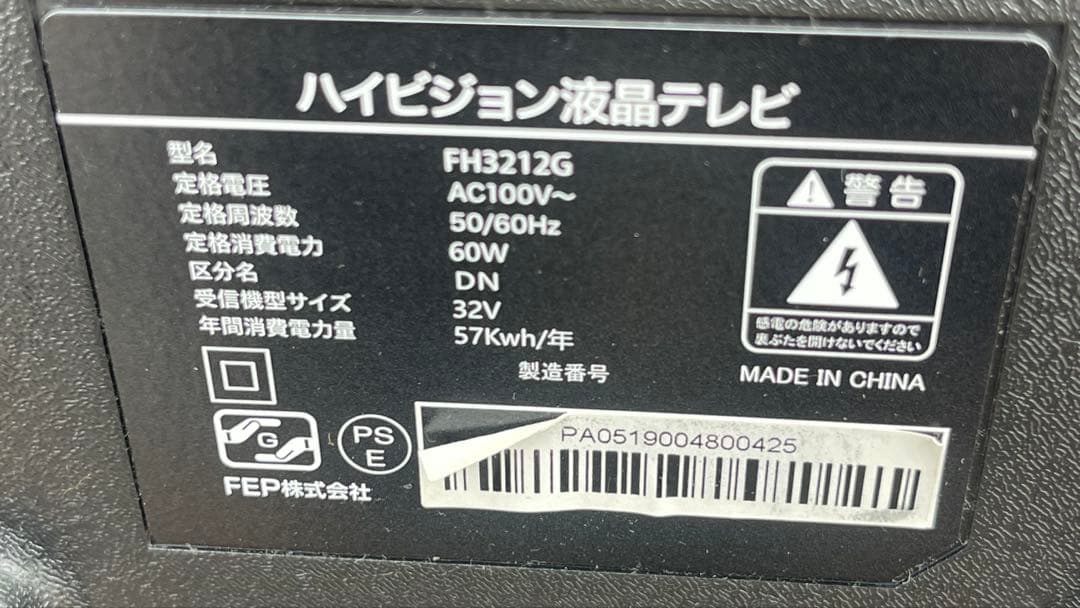 ハイビジョン液晶テレビ
型名 FH3212G
定格電圧 AC100V～
定格周波数 50/60Hz
定格消費電力 60W
区分名 DN
受信機型サイズ 32V
年間消費電力量 57Kwh/年
警告
感電の危険がありますので
裏ぶたを開けないでください
製造番号
MADE IN CHINA
G
PS
E
FEP株式会社
PA0519004800425